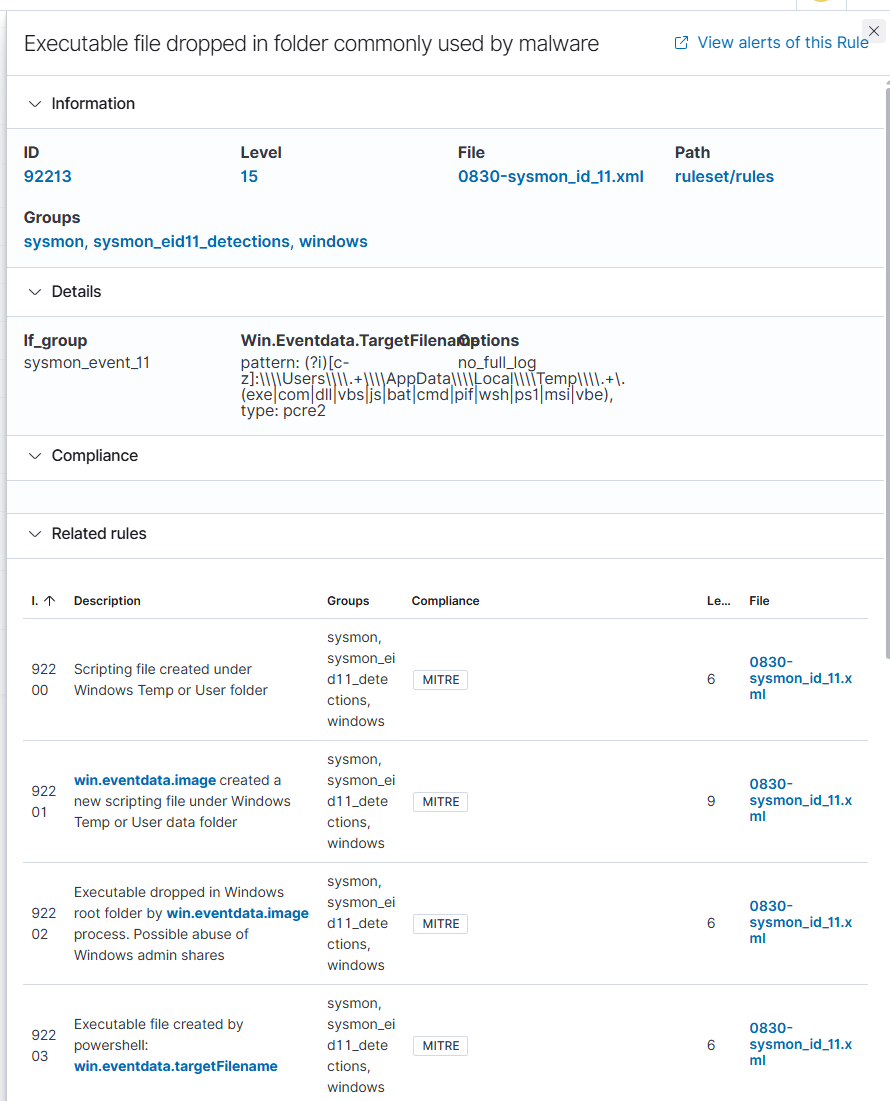 Executable file dropped in folder commonly used by malware
View alerts of this Rule
Information
ID Level File Path
92213 15 0830-sysmon_id_11.xml ruleset/rules
Groups
sysmon, sysmon_eid11_detections, windows
Details
If_group Win.Eventdata.TargetFilename Options
sysmon_event_11 pattern: (?i)[c- no_full_log
z]:\\\\Users\\\\.+\\\\AppData\\\\Local\\\\Temp\\\\.+\.
(exe|com|dll|vbs|js|bat|cmd|pif|wsh|ps1|msi|vbe),
type: pcre2
Compliance
Related rules
I. ↑ Description Groups Compliance Le... File
922
00
Scripting file created under
Windows Temp or User folder
sysmon,
sysmon_ei
d11_dete
ctions,
windows
MITRE
6
0830-
sysmon_id_11.x
ml
922
01
win.eventdata.image created a
new scripting file under Windows
Temp or User data folder
sysmon,
sysmon_ei
d11_dete
ctions,
windows
MITRE
9
0830-
sysmon_id_11.x
ml
922
02
Executable dropped in Windows
root folder by win.eventdata.image
process. Possible abuse of
Windows admin shares
sysmon,
sysmon_ei
d11_dete
ctions,
windows
MITRE
6
0830-
sysmon_id_11.x
ml
922
03
Executable file created by
powershell:
win.eventdata.targetFilename
sysmon,
sysmon_ei
d11_dete
ctions,
windows
MITRE
6
0830-
sysmon_id_11.x
ml